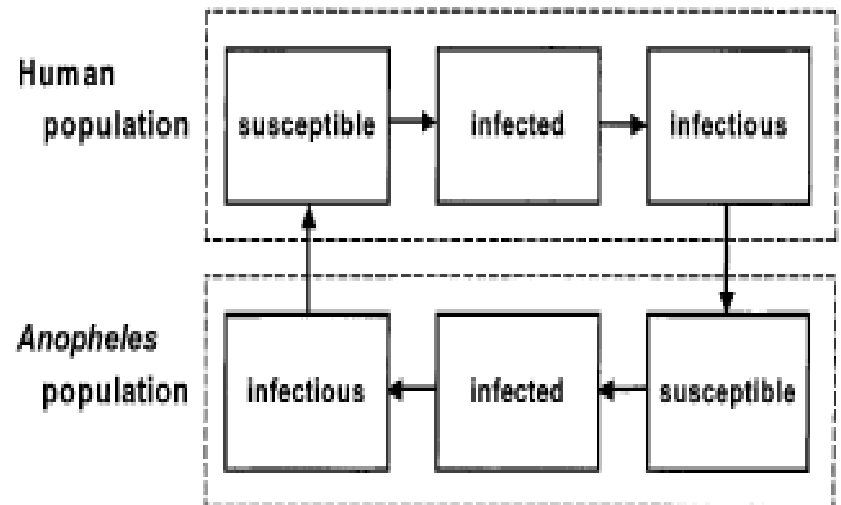 Human
population
susceptible
infected
infectious
Anopheles
population
infectious
infected
susceptible